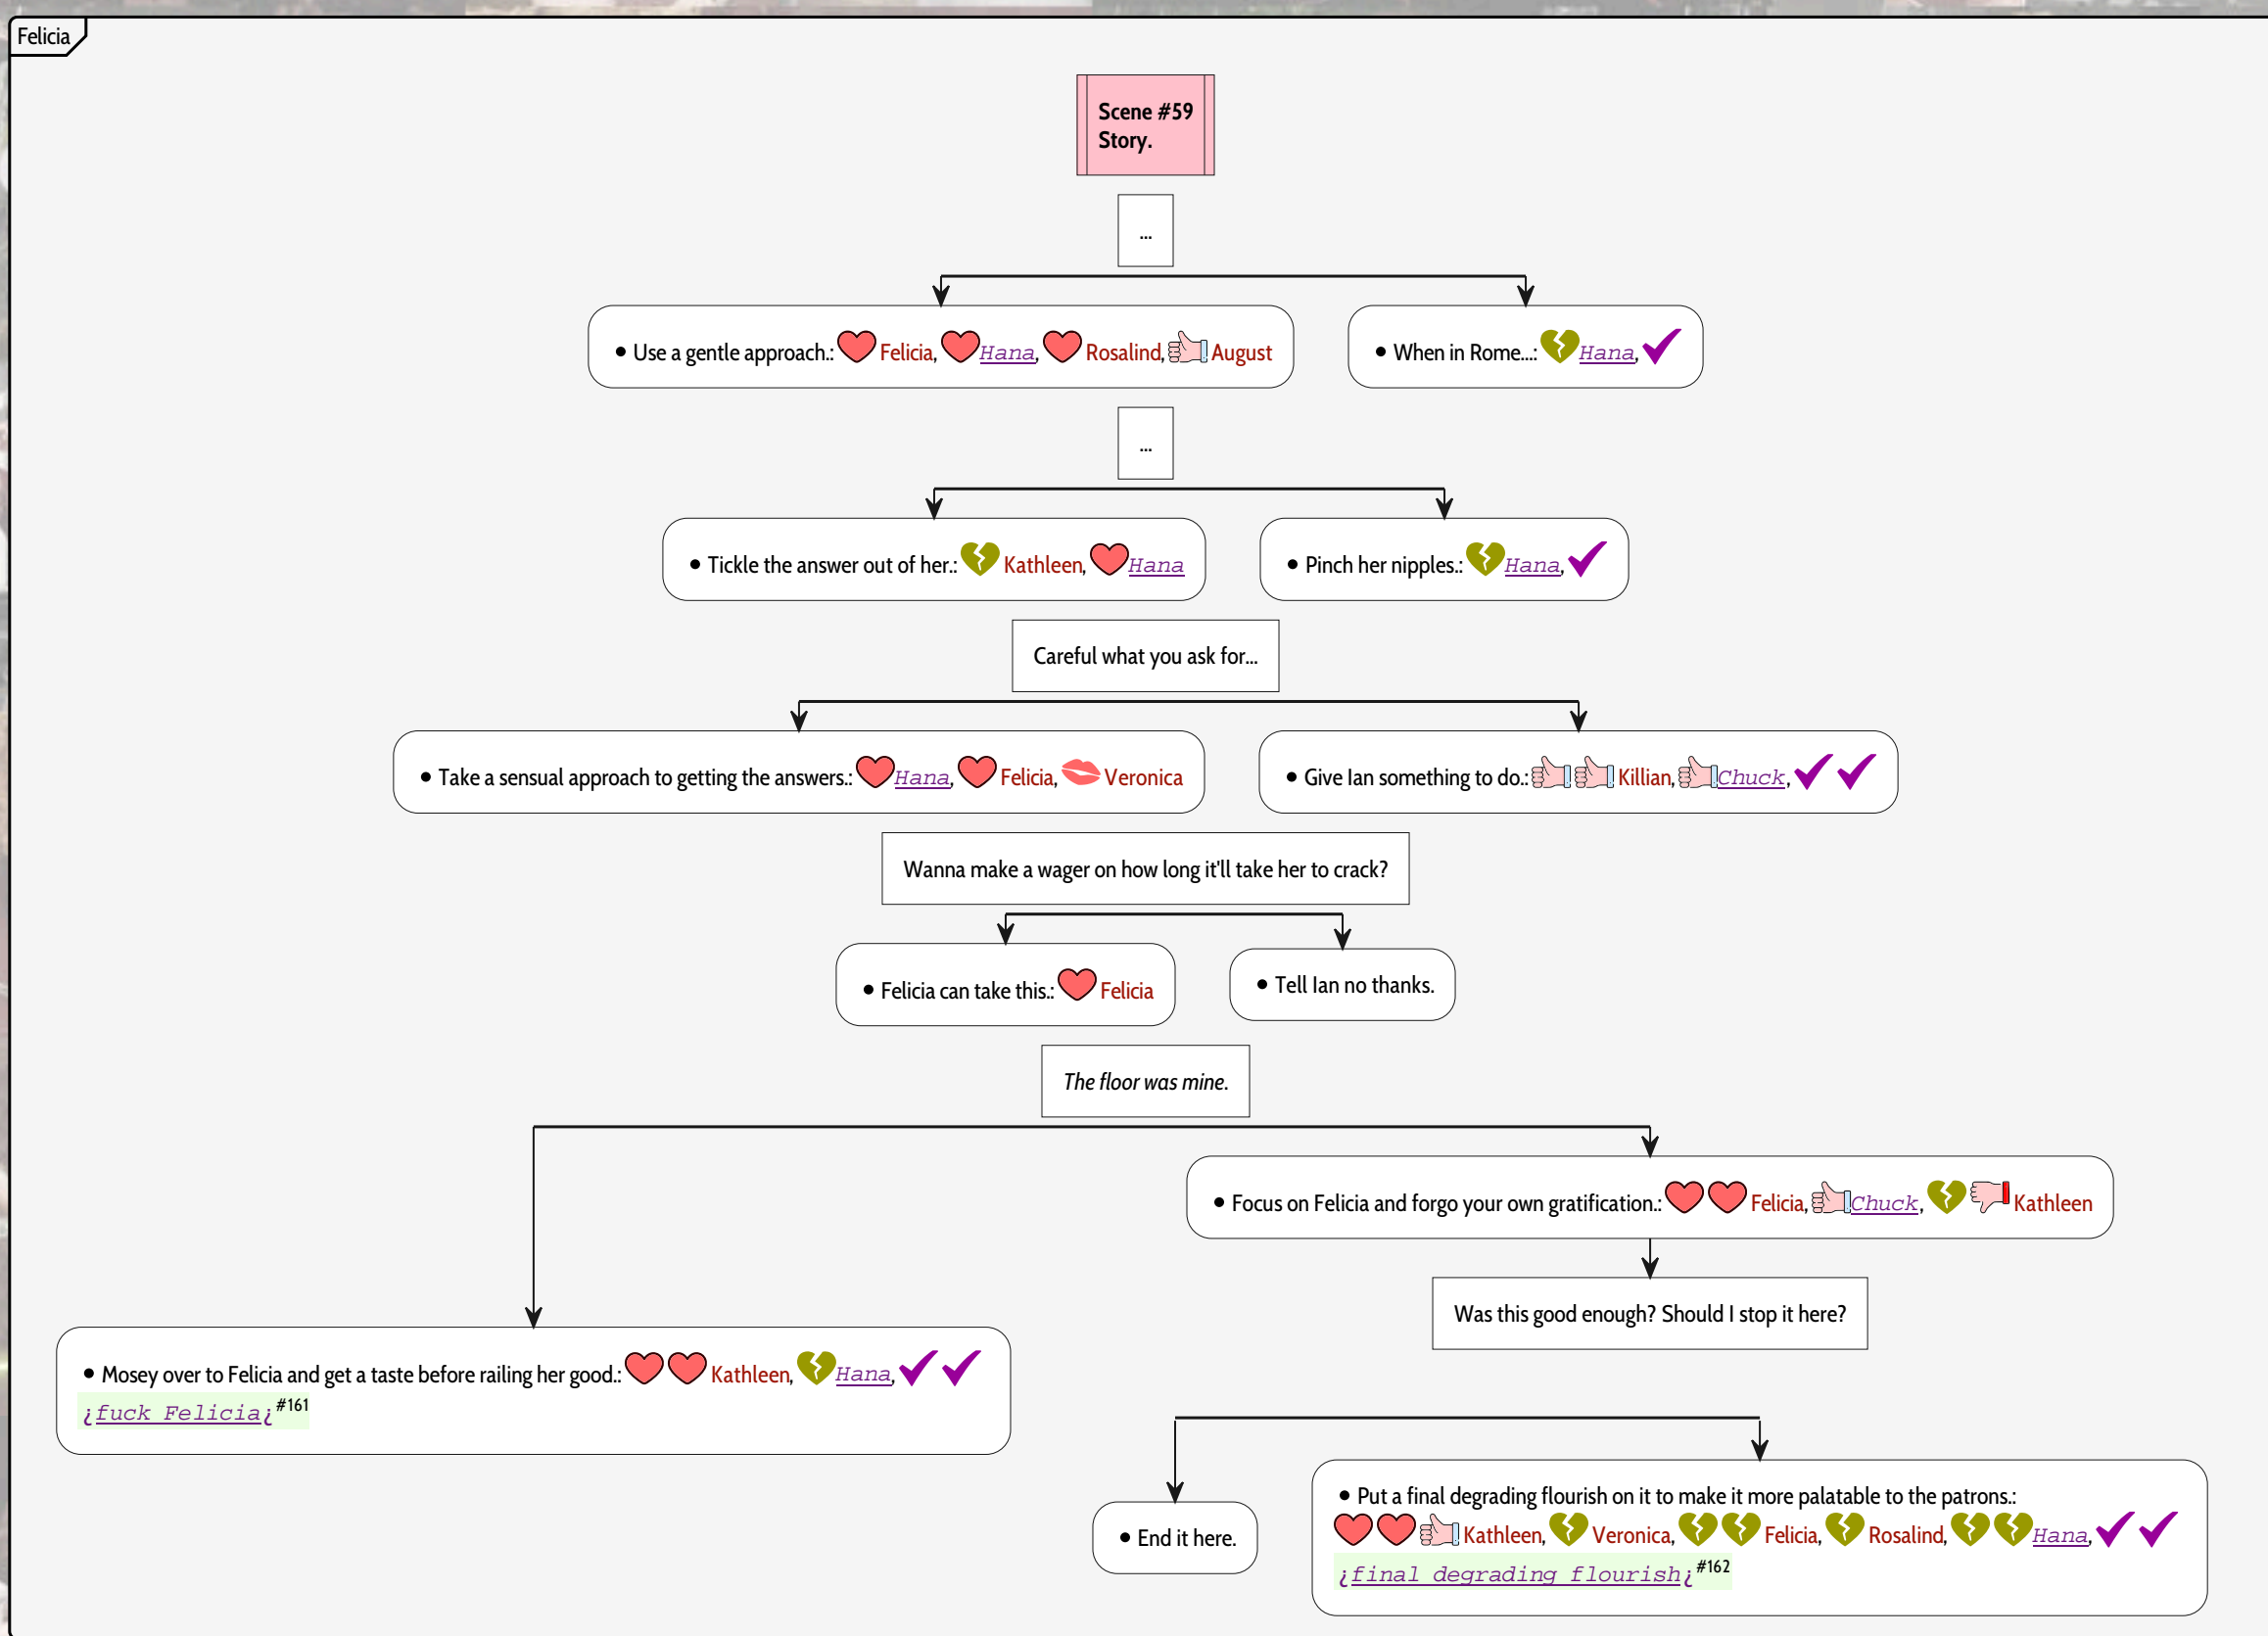 Felicia
Scene #59
Story.
...
• Use a gentle approach.: Felicia, Hana, Rosalind, August
• When in Rome...: Hana,
...
• Tickle the answer out of her.: Kathleen, Hana
• Pinch her nipples.: Hana,
Careful what you ask for...
• Take a sensual approach to getting the answers.: Hana, Felicia, Veronica
• Give Ian something to do.: Killian, Chuck,
Wanna make a wager on how long it'll take her to crack?
• Felicia can take this.: Felicia
• Tell Ian no thanks.
The floor was mine.
• Focus on Felicia and forgo your own gratification.: Felicia, Chuck, Kathleen
Was this good enough? Should I stop it here?
• Mosey over to Felicia and get a taste before railing her good.: Kathleen, Hana,
¿fuck Felicia¿ #161
• End it here.
• Put a final degrading flourish on it to make it more palatable to the patrons.:
Kathleen, Veronica, Felicia, Rosalind, Hana,
¿final degrading flourish¿ #162